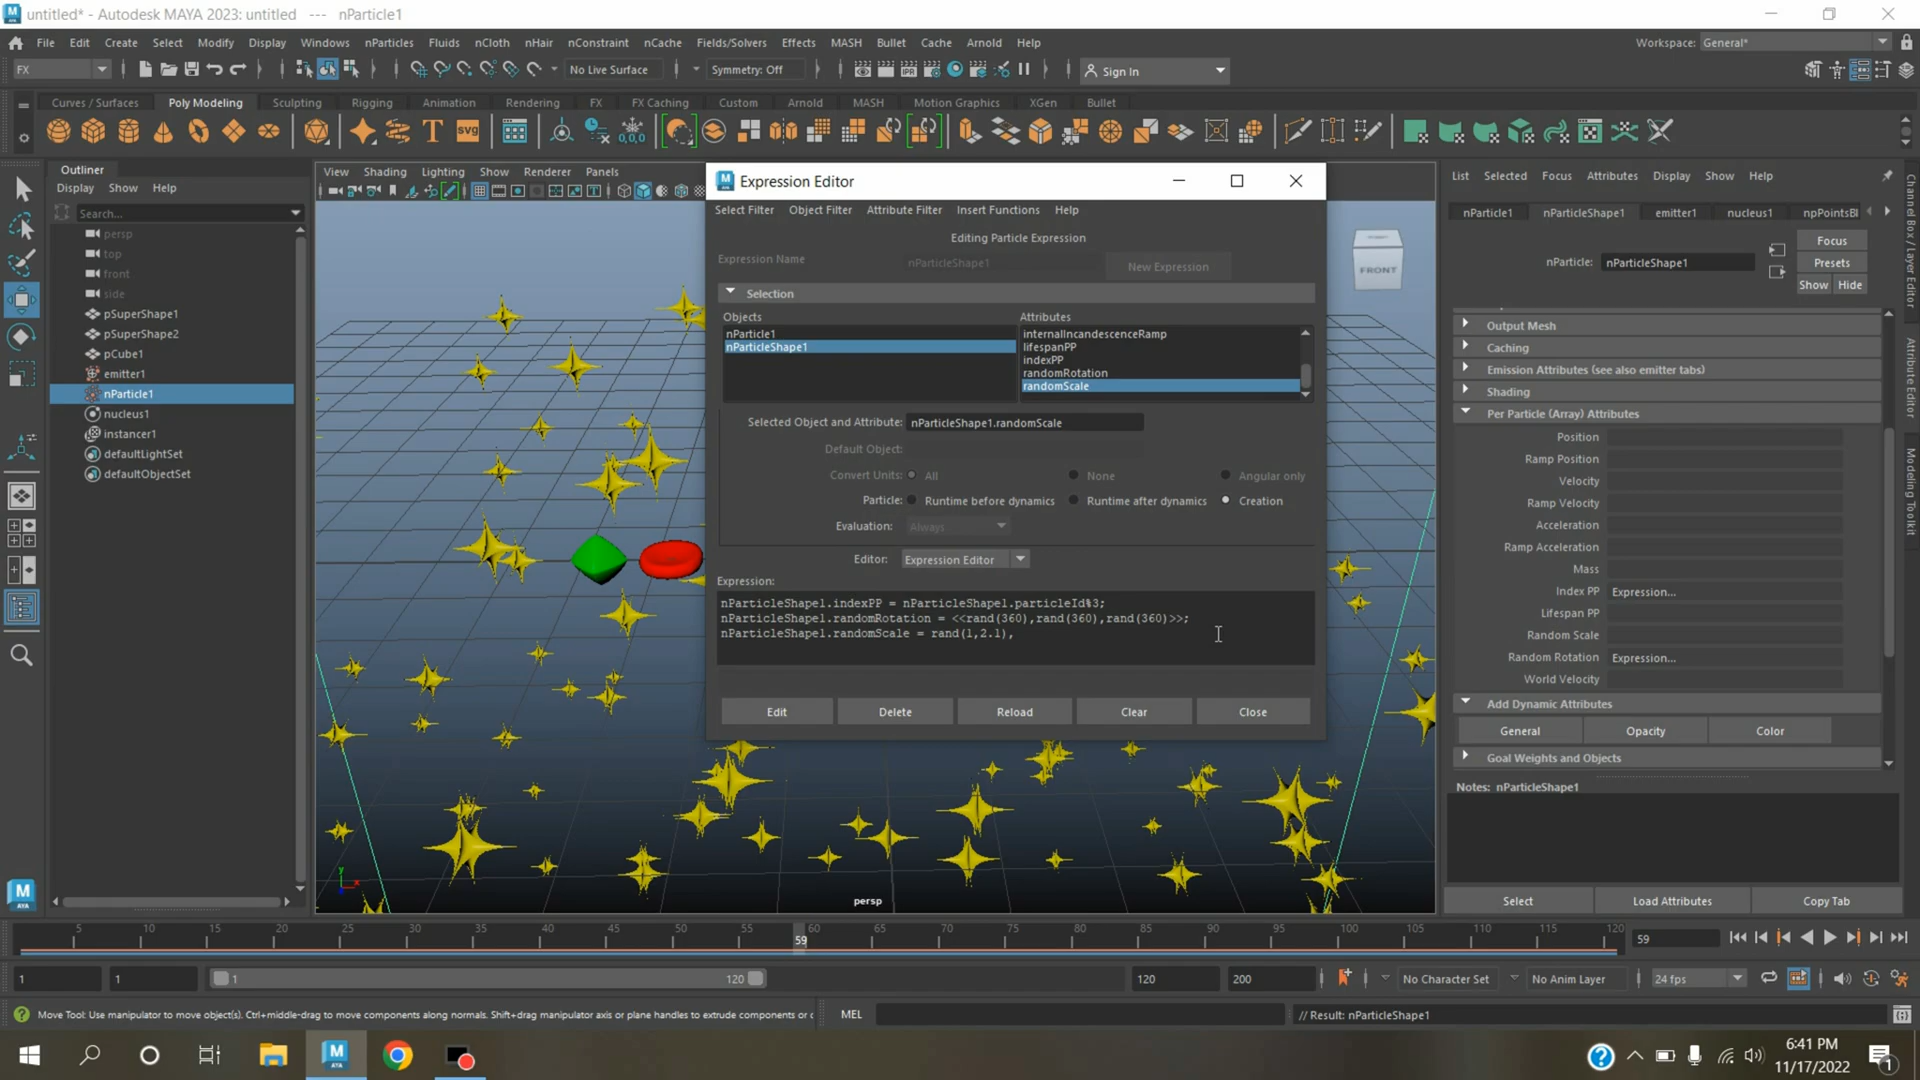 untitled* - Autodesk MAYA 2023: untitled --- nParticle1
File Edit Create Select Modify Display Windows nParticles Fluids nCloth nHair nConstraint nCache Fields/Solvers Effects MASH Bullet Cache Arnold Help
Workspace: General*
FX
No Live Surface
Symmetry: Off
Sign In
Curves / Surfaces Poly Modeling Sculpting Rigging Animation Rendering FX FX Caching Custom Arnold MASH Motion Graphics XGen Bullet
Outliner
Display Show Help
Search...
persp
top
front
side
pSuperShape1
pSuperShape2
pCube1
emitter1
nParticle1
nucleus1
instancer1
defaultLightSet
defaultObjectSet
View Shading Lighting Show Renderer Panels
FRONT
persp
Expression Editor
Select Filter Object Filter Attribute Filter Insert Functions Help
Editing Particle Expression
Expression Name nParticleShape1 New Expression
Selection
Objects
nParticle1
nParticleShape1
Attributes
internalIncandescenceRamp
lifespanPP
indexPP
randomRotation
randomScale
Selected Object and Attribute: nParticleShape1.randomScale
Default Object:
Convert Units: All None Angular only
Particle: Runtime before dynamics Runtime after dynamics Creation
Evaluation: Always
Editor: Expression Editor
Expression:
nParticleShape1.indexPP = nParticleShape1.particleId%3;
nParticleShape1.randomRotation = <<rand(360),rand(360),rand(360)>>;
nParticleShape1.randomScale = rand(1,2.1),
Edit Delete Reload Clear Close
List Selected Focus Attributes Display Show Help
nParticle1 nParticleShape1 emitter1 nucleus1 npPointsBl
nParticle: nParticleShape1
Focus
Presets
Show Hide
Output Mesh
Caching
Emission Attributes (see also emitter tabs)
Shading
Per Particle (Array) Attributes
Position
Ramp Position
Velocity
Ramp Velocity
Acceleration
Ramp Acceleration
Mass
Index PP Expression...
Lifespan PP
Random Scale
Random Rotation Expression...
World Velocity
Add Dynamic Attributes
General Opacity Color
Goal Weights and Objects
Notes: nParticleShape1
Select Load Attributes Copy Tab
Channel Box / Layer Editor
Attribute Editor
Modeling Toolkit
5 10 15 20 25 30 35 40 45 50 55 59 60 65 70 75 80 85 90 95 100 105 110 115 120
59
1 1 1 120 120 200 No Character Set No Anim Layer 24 fps
Move Tool: Use manipulator to move object(s). Ctrl+middle-drag to move components along normals. Shift+drag manipulator axis or plane handles to extrude components or
MEL
// Result: nParticleShape1
6:41 PM
11/17/2022